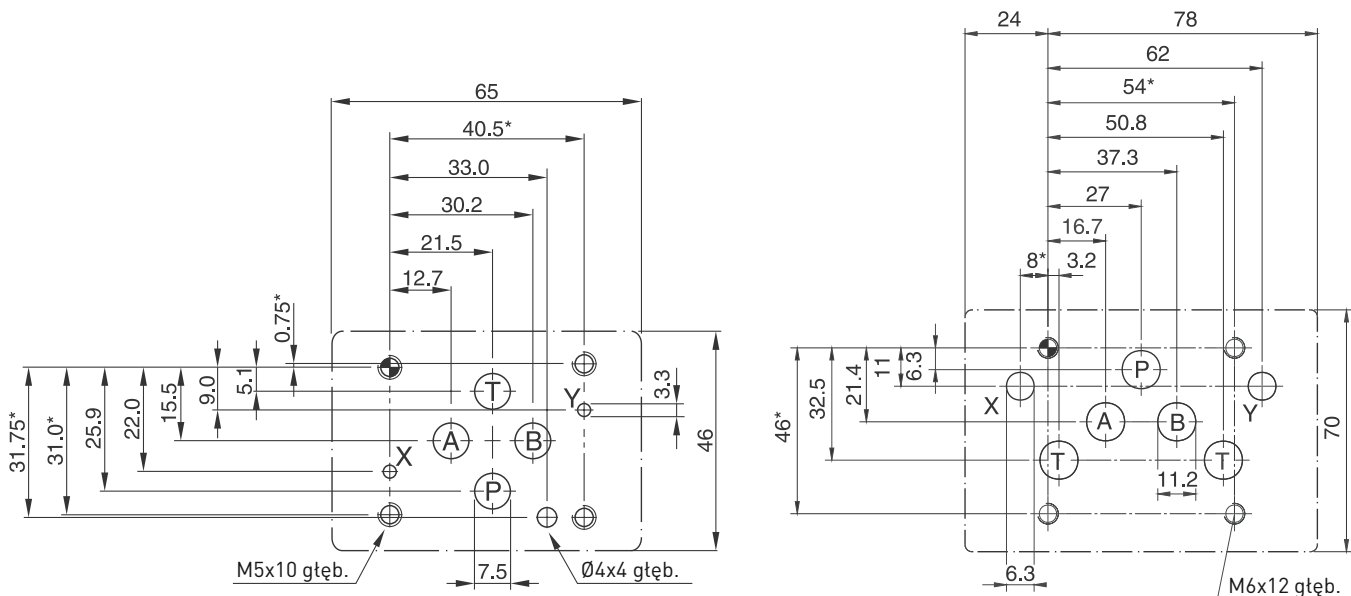 65
40.5*
33.0
30.2
21.5
12.7
0.75*
5.1
9.0
15.5
22.0
25.9
31.0*
31.75*
T
Y
3.3
A
B
X
P
46
M5x10 głęb.
7.5
Ø4x4 głęb.
24
78
62
54*
50.8
37.3
27
16.7
8*
3.2
6.3
11
21.4
32.5
46*
P
X
Y
A
B
T
T
70
11.2
6.3
M6x12 głęb.